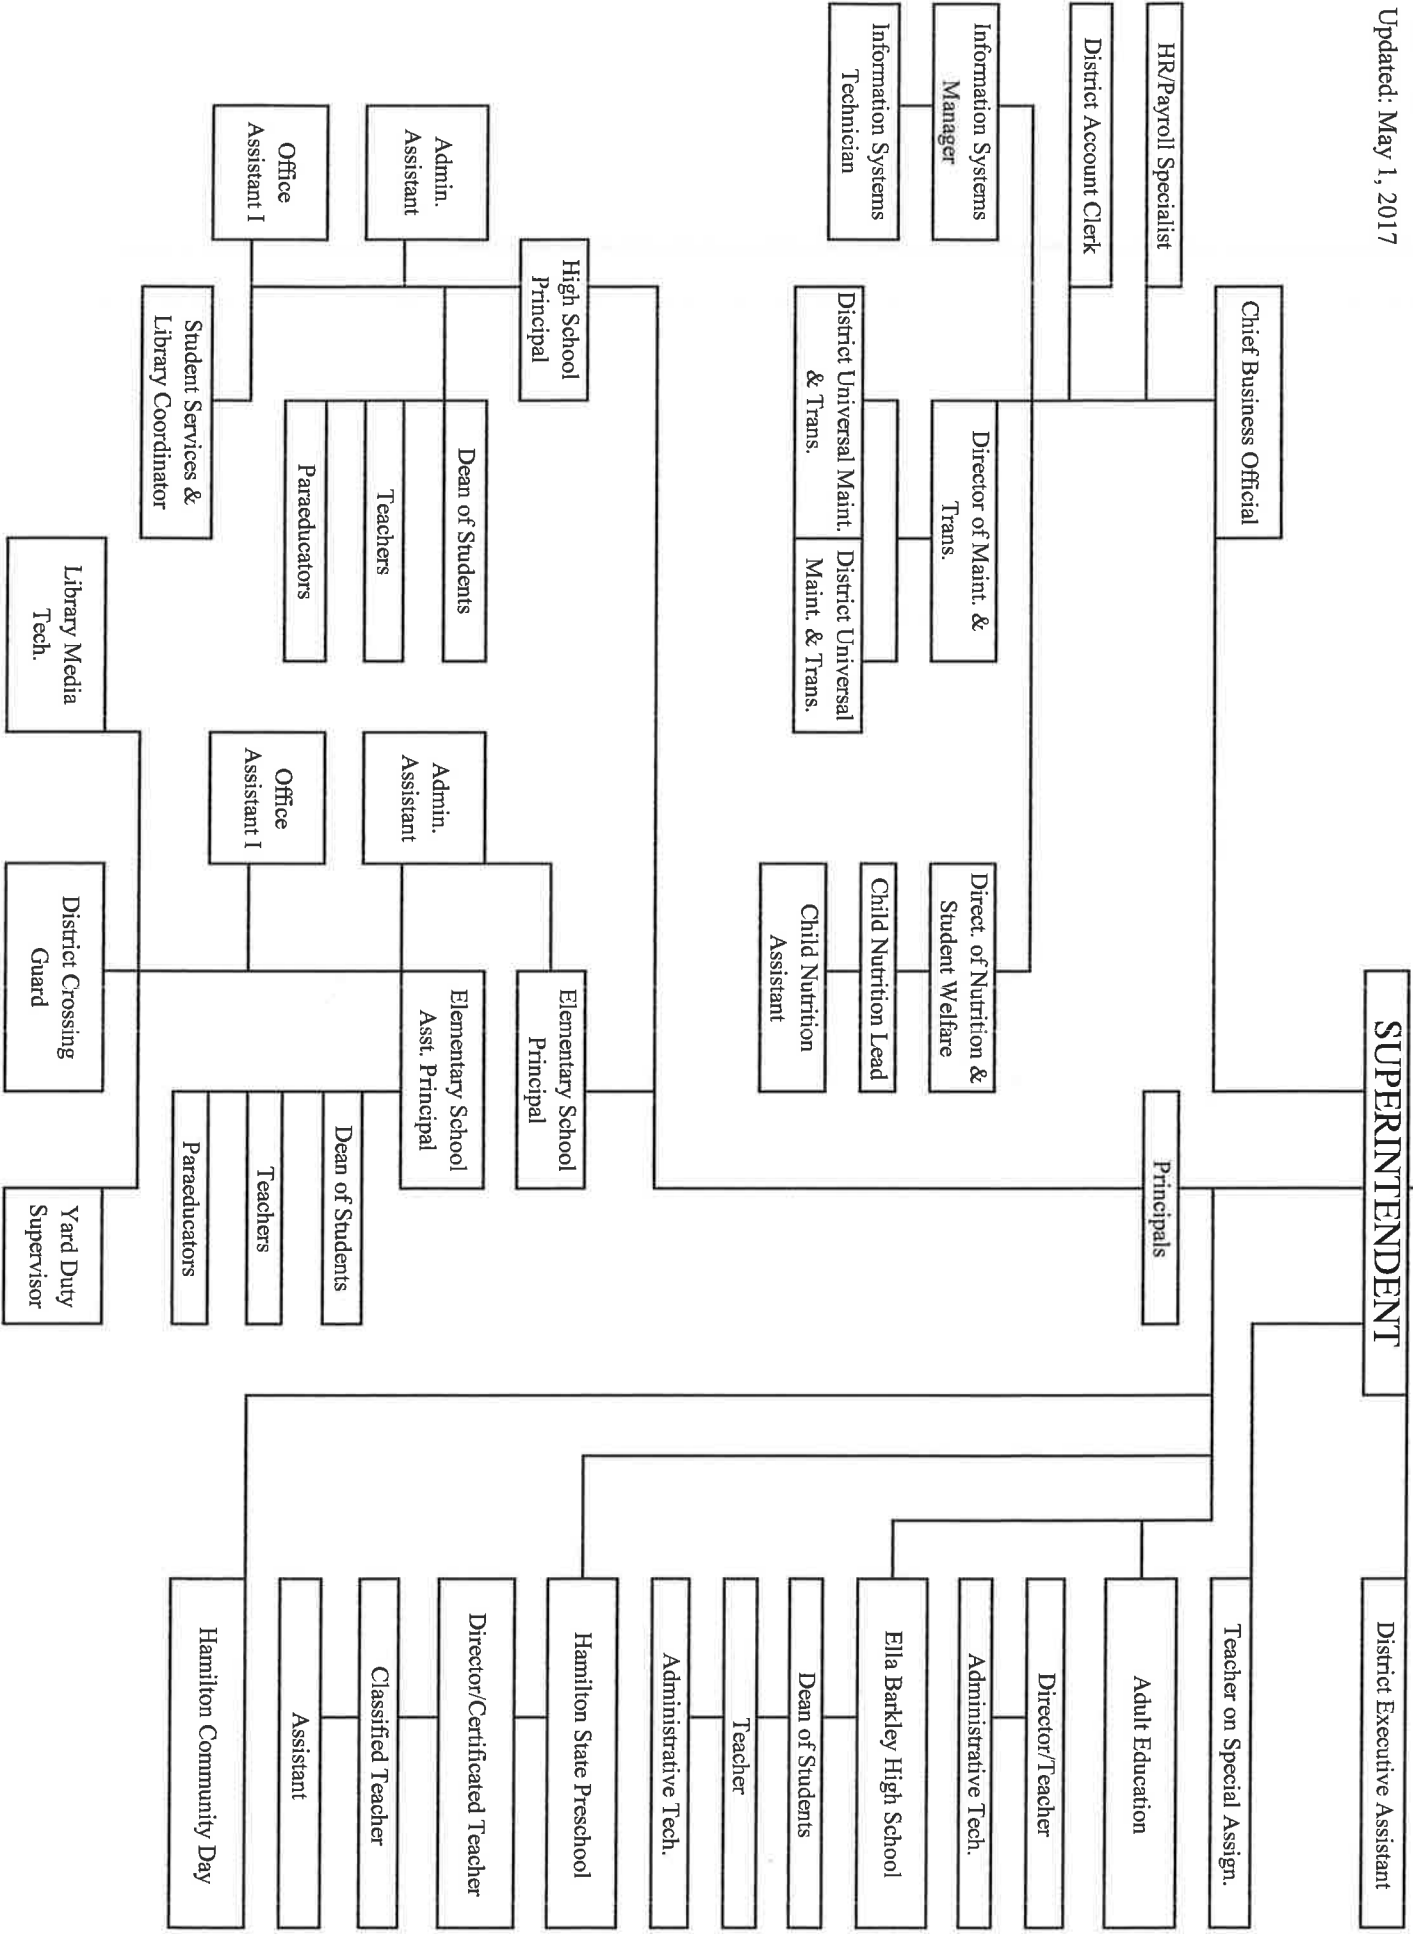 Updated: May 1, 2017
SUPERINTENDENT
District Executive Assistant
Chief Business Official
Teacher on Special Assign.
HR/Payroll Specialist
Principals
Adult Education
District Account Clerk
Director/Teacher
Information Systems
Manager
Director of Maint. &
Trans.
Direct. of Nutrition &
Student Welfare
Administrative Tech.
Information Systems
Technician
District Universal Maint.
& Trans.
District Universal
Maint. & Trans.
Child Nutrition Lead
Child Nutrition
Assistant
Ella Barkley High School
Dean of Students
Teacher
Administrative Tech.
High School
Principal
Elementary School
Principal
Hamilton State Preschool
Admin.
Assistant
Dean of Students
Admin.
Assistant
Elementary School
Asst. Principal
Director/Certificated Teacher
Teachers
Dean of Students
Classified Teacher
Office
Assistant I
Paraeducators
Office
Assistant I
Teachers
Assistant
Student Services &
Library Coordinator
Paraeducators
Hamilton Community Day
Library Media
Tech.
District Crossing
Guard
Yard Duty
Supervisor